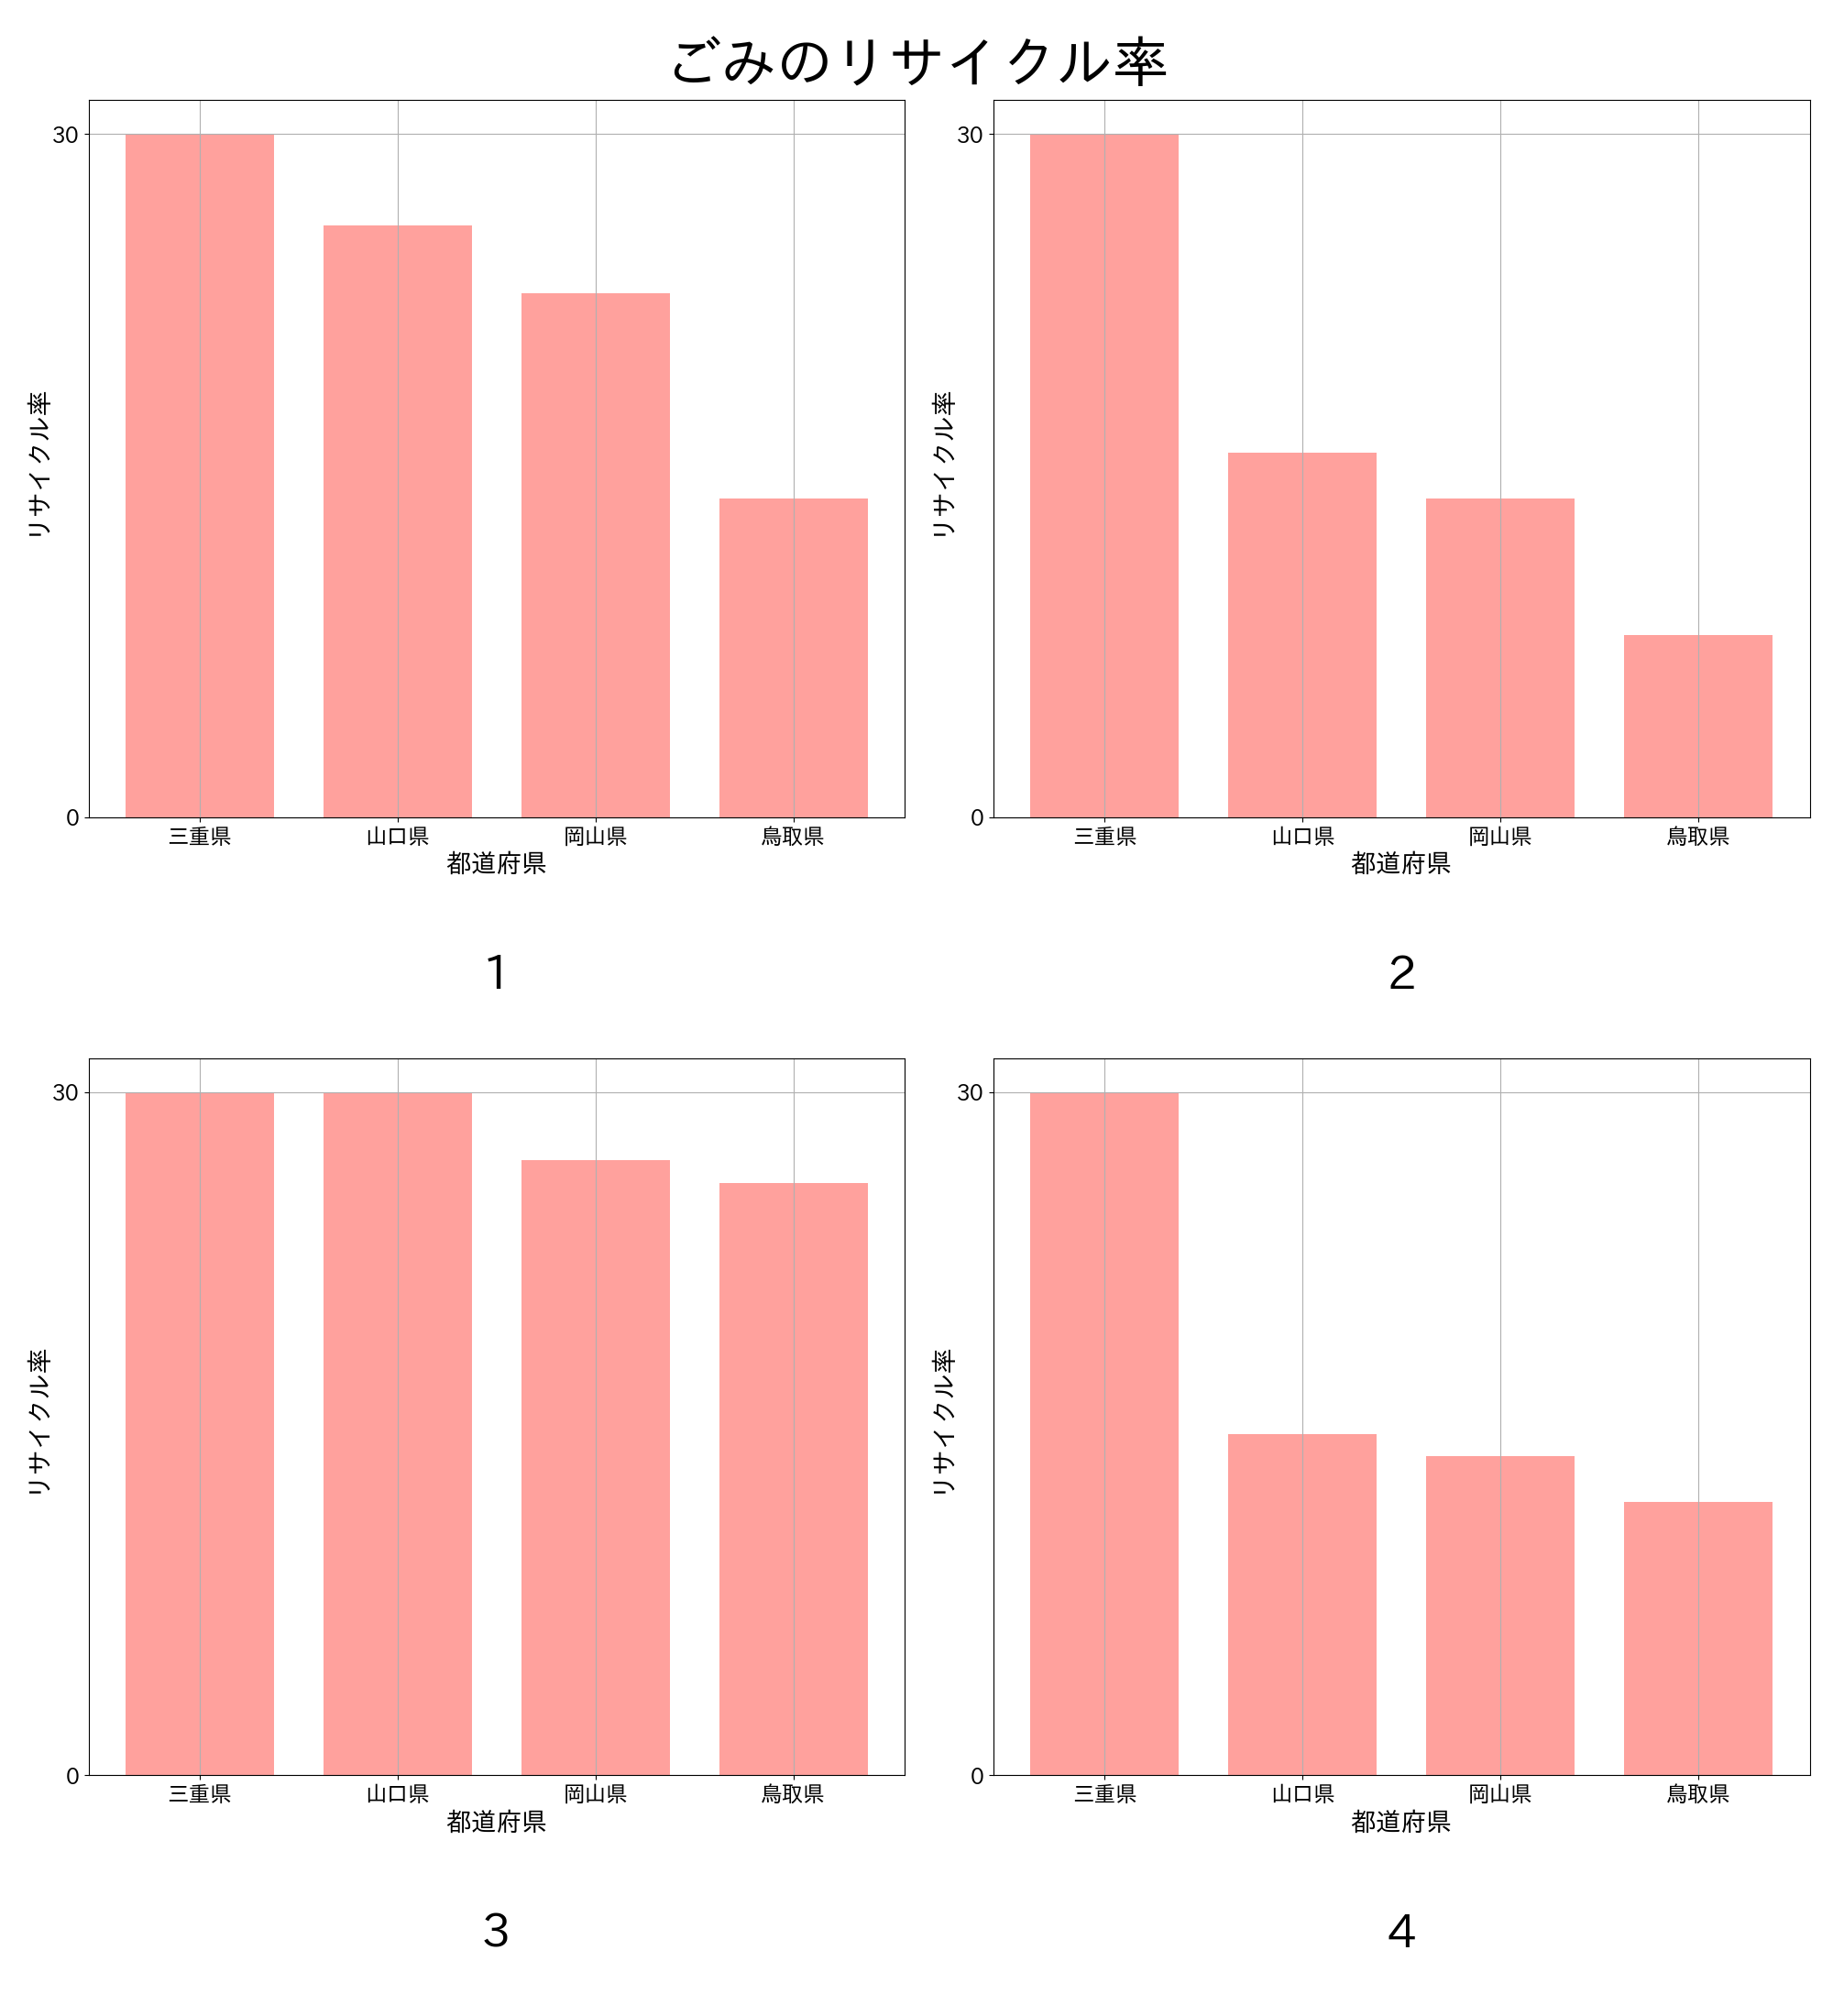 ごみのリサイクル率
30
0
リサイクル率
三重県 山口県 岡山県 鳥取県
都道府県
1
30
0
リサイクル率
三重県 山口県 岡山県 鳥取県
都道府県
2
30
0
リサイクル率
三重県 山口県 岡山県 鳥取県
都道府県
3
30
0
リサイクル率
三重県 山口県 岡山県 鳥取県
都道府県
4